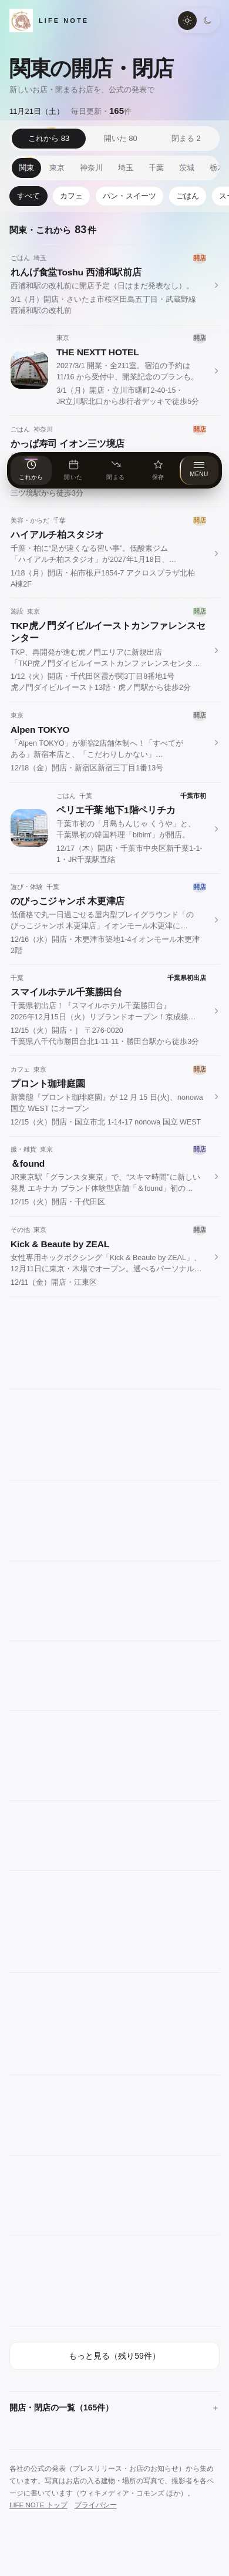 LIFE NOTE
関東の開店・閉店
新しいお店・閉まるお店を、公式の発表で
11月21日（土） 毎日更新・165件
これから 83 開いた 80 閉まる 2
関東 東京 神奈川 埼玉 千葉 茨城
すべて カフェ パン・スイーツ ごはん
関東・これから 83件
ごはん 埼玉 開店
れんげ食堂Toshu 西浦和駅前店
西浦和駅の改札前に開店予定（日はまだ発表なし）。
3/1（月）開店・さいたま市桜区田島五丁目・武蔵野線
西浦和駅の改札前
東京 開店
THE NEXTT HOTEL
2027/3/1 開業・全211室。宿泊の予約は
11/16 から受付中、開業記念のプランも。
3/1（月）開店・立川市曙町2-40-15・
JR立川駅北口から歩行者デッキで徒歩5分
ごはん 神奈川 開店
かっぱ寿司 イオン三ツ境店
これから 開いた 閉まる 保存 MENU
三ツ境駅から徒歩3分
美容・からだ 千葉 開店
ハイアルチ柏スタジオ
千葉・柏に“足が速くなる習い事”。低酸素ジム
「ハイアルチ柏スタジオ」が2027年1月18日、…
1/18（月）開店・柏市根戸1854-7 アクロスプラザ北柏
A棟2F
施設 東京 開店
TKP虎ノ門ダイビルイーストカンファレンスセ
ンター
TKP、再開発が進む虎ノ門エリアに新規出店
「TKP虎ノ門ダイビルイーストカンファレンスセンタ…
1/12（火）開店・千代田区霞が関3丁目8番地1号
虎ノ門ダイビルイースト13階・虎ノ門駅から徒歩2分
東京 開店
Alpen TOKYO
「Alpen TOKYO」が新宿2店舗体制へ！「すべてが
ある」新宿本店と、「こだわりしかない」…
12/18（金）開店・新宿区新宿三丁目1番13号
ごはん 千葉 千葉市初
ペリエ千葉 地下1階ペリチカ
千葉市初の「月島もんじゃ くうや」と、
千葉県初の韓国料理「bibim'」が開店。
12/17（木）開店・千葉市中央区新千葉1-1-
1・JR千葉駅直結
遊び・体験 千葉 開店
のびっこジャンボ 木更津店
低価格で丸一日過ごせる屋内型プレイグラウンド「の
びっこジャンボ 木更津店」イオンモール木更津に…
12/16（水）開店・木更津市築地1-4イオンモール木更津
2階
千葉 千葉県初出店
スマイルホテル千葉勝田台
千葉県初出店！『スマイルホテル千葉勝田台』
2026年12月15日（火）リブランドオープン！京成線…
12/15（火）開店・］ 〒276-0020
千葉県八千代市勝田台北1-11-11・勝田台駅から徒歩3分
カフェ 東京 開店
プロント珈琲庭園
新業態『プロント珈琲庭園』が 12 月 15 日(火)、nonowa
国立 WEST にオープン
12/15（火）開店・国立市北 1-14-17 nonowa 国立 WEST
服・雑貨 東京 開店
＆found
JR東京駅「グランスタ東京」で、“スキマ時間”に新しい
発見 エキナカ ブランド体験型店舗「＆found」初の…
12/15（火）開店・千代田区
その他 東京 開店
Kick & Beaute by ZEAL
女性専用キックボクシング「Kick & Beaute by ZEAL」、
12月11日に東京・木場でオープン。選べるパーソナル…
12/11（金）開店・江東区
もっと見る（残り59件）
開店・閉店の一覧（165件） +
各社の公式の発表（プレスリリース・お店のお知らせ）から集め
ています。写真はお店の入る建物・場所の写真で、撮影者を各ペ
ージに書いています（ウィキメディア・コモンズ ほか）。
LIFE NOTE トップ プライバシー